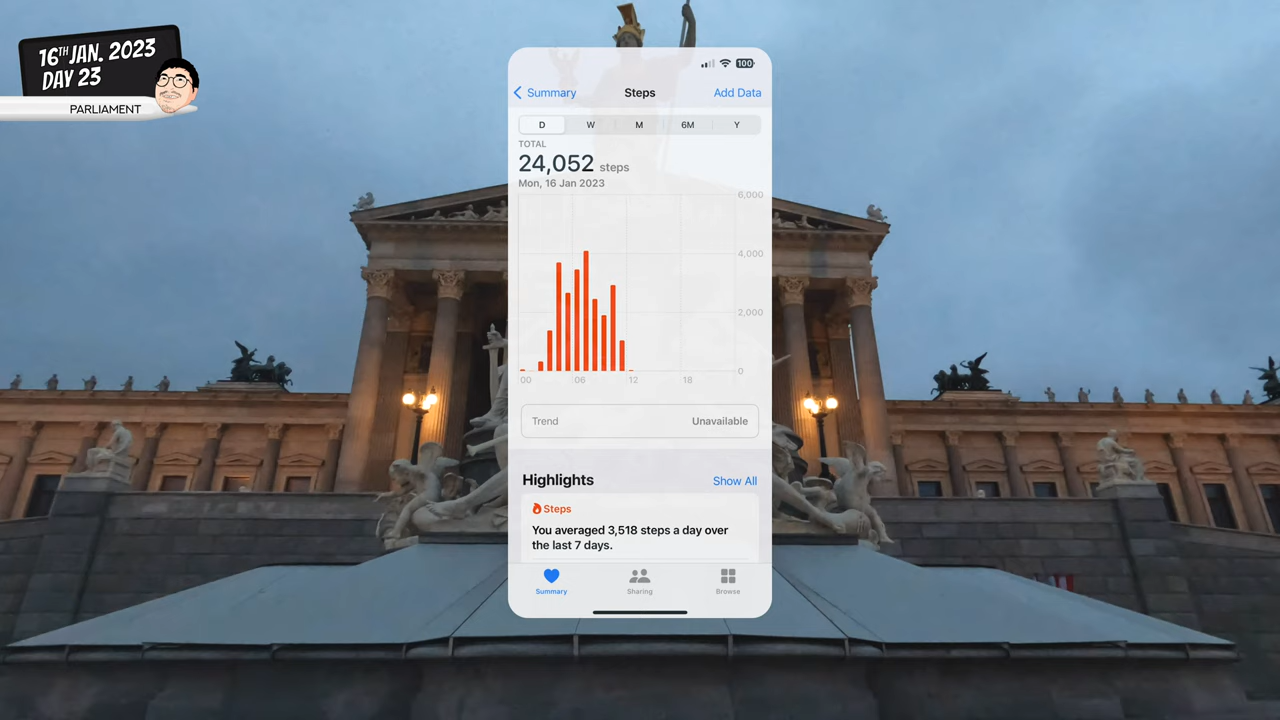 16TH JAN. 2023
DAY 23
PARLIAMENT
100
Summary
Steps
Add Data
D
W
M
6M
Y
TOTAL
24,052 steps
Mon, 16 Jan 2023
6,000
4,000
2,000
0
00
06
12
18
Trend
Unavailable
Highlights
Show All
Steps
You averaged 3,518 steps a day over
the last 7 days.
Summary
Sharing
Browse